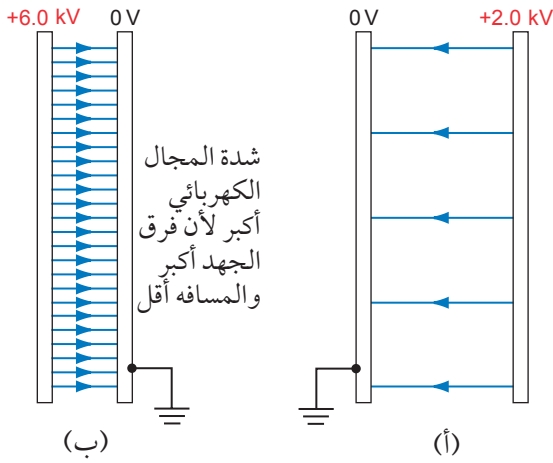 +6.0 kV 0 V 0 V +2.0 kV
شدة المجال
الكهربائي
أكبر لأن فرق
الجهد أكبر
والمسافه أقل
(ب) (أ)